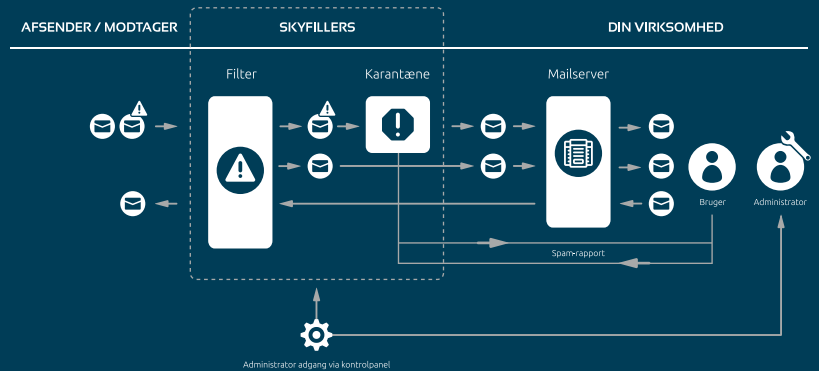 AFSENDER / MODTAGER
SKYFILLERS
DIN VIRKSOMHED
Filter
Karantæne
Mailserver
Bruger
Administrator
Spam-rapport
Administrator adgang via kontrolpanel